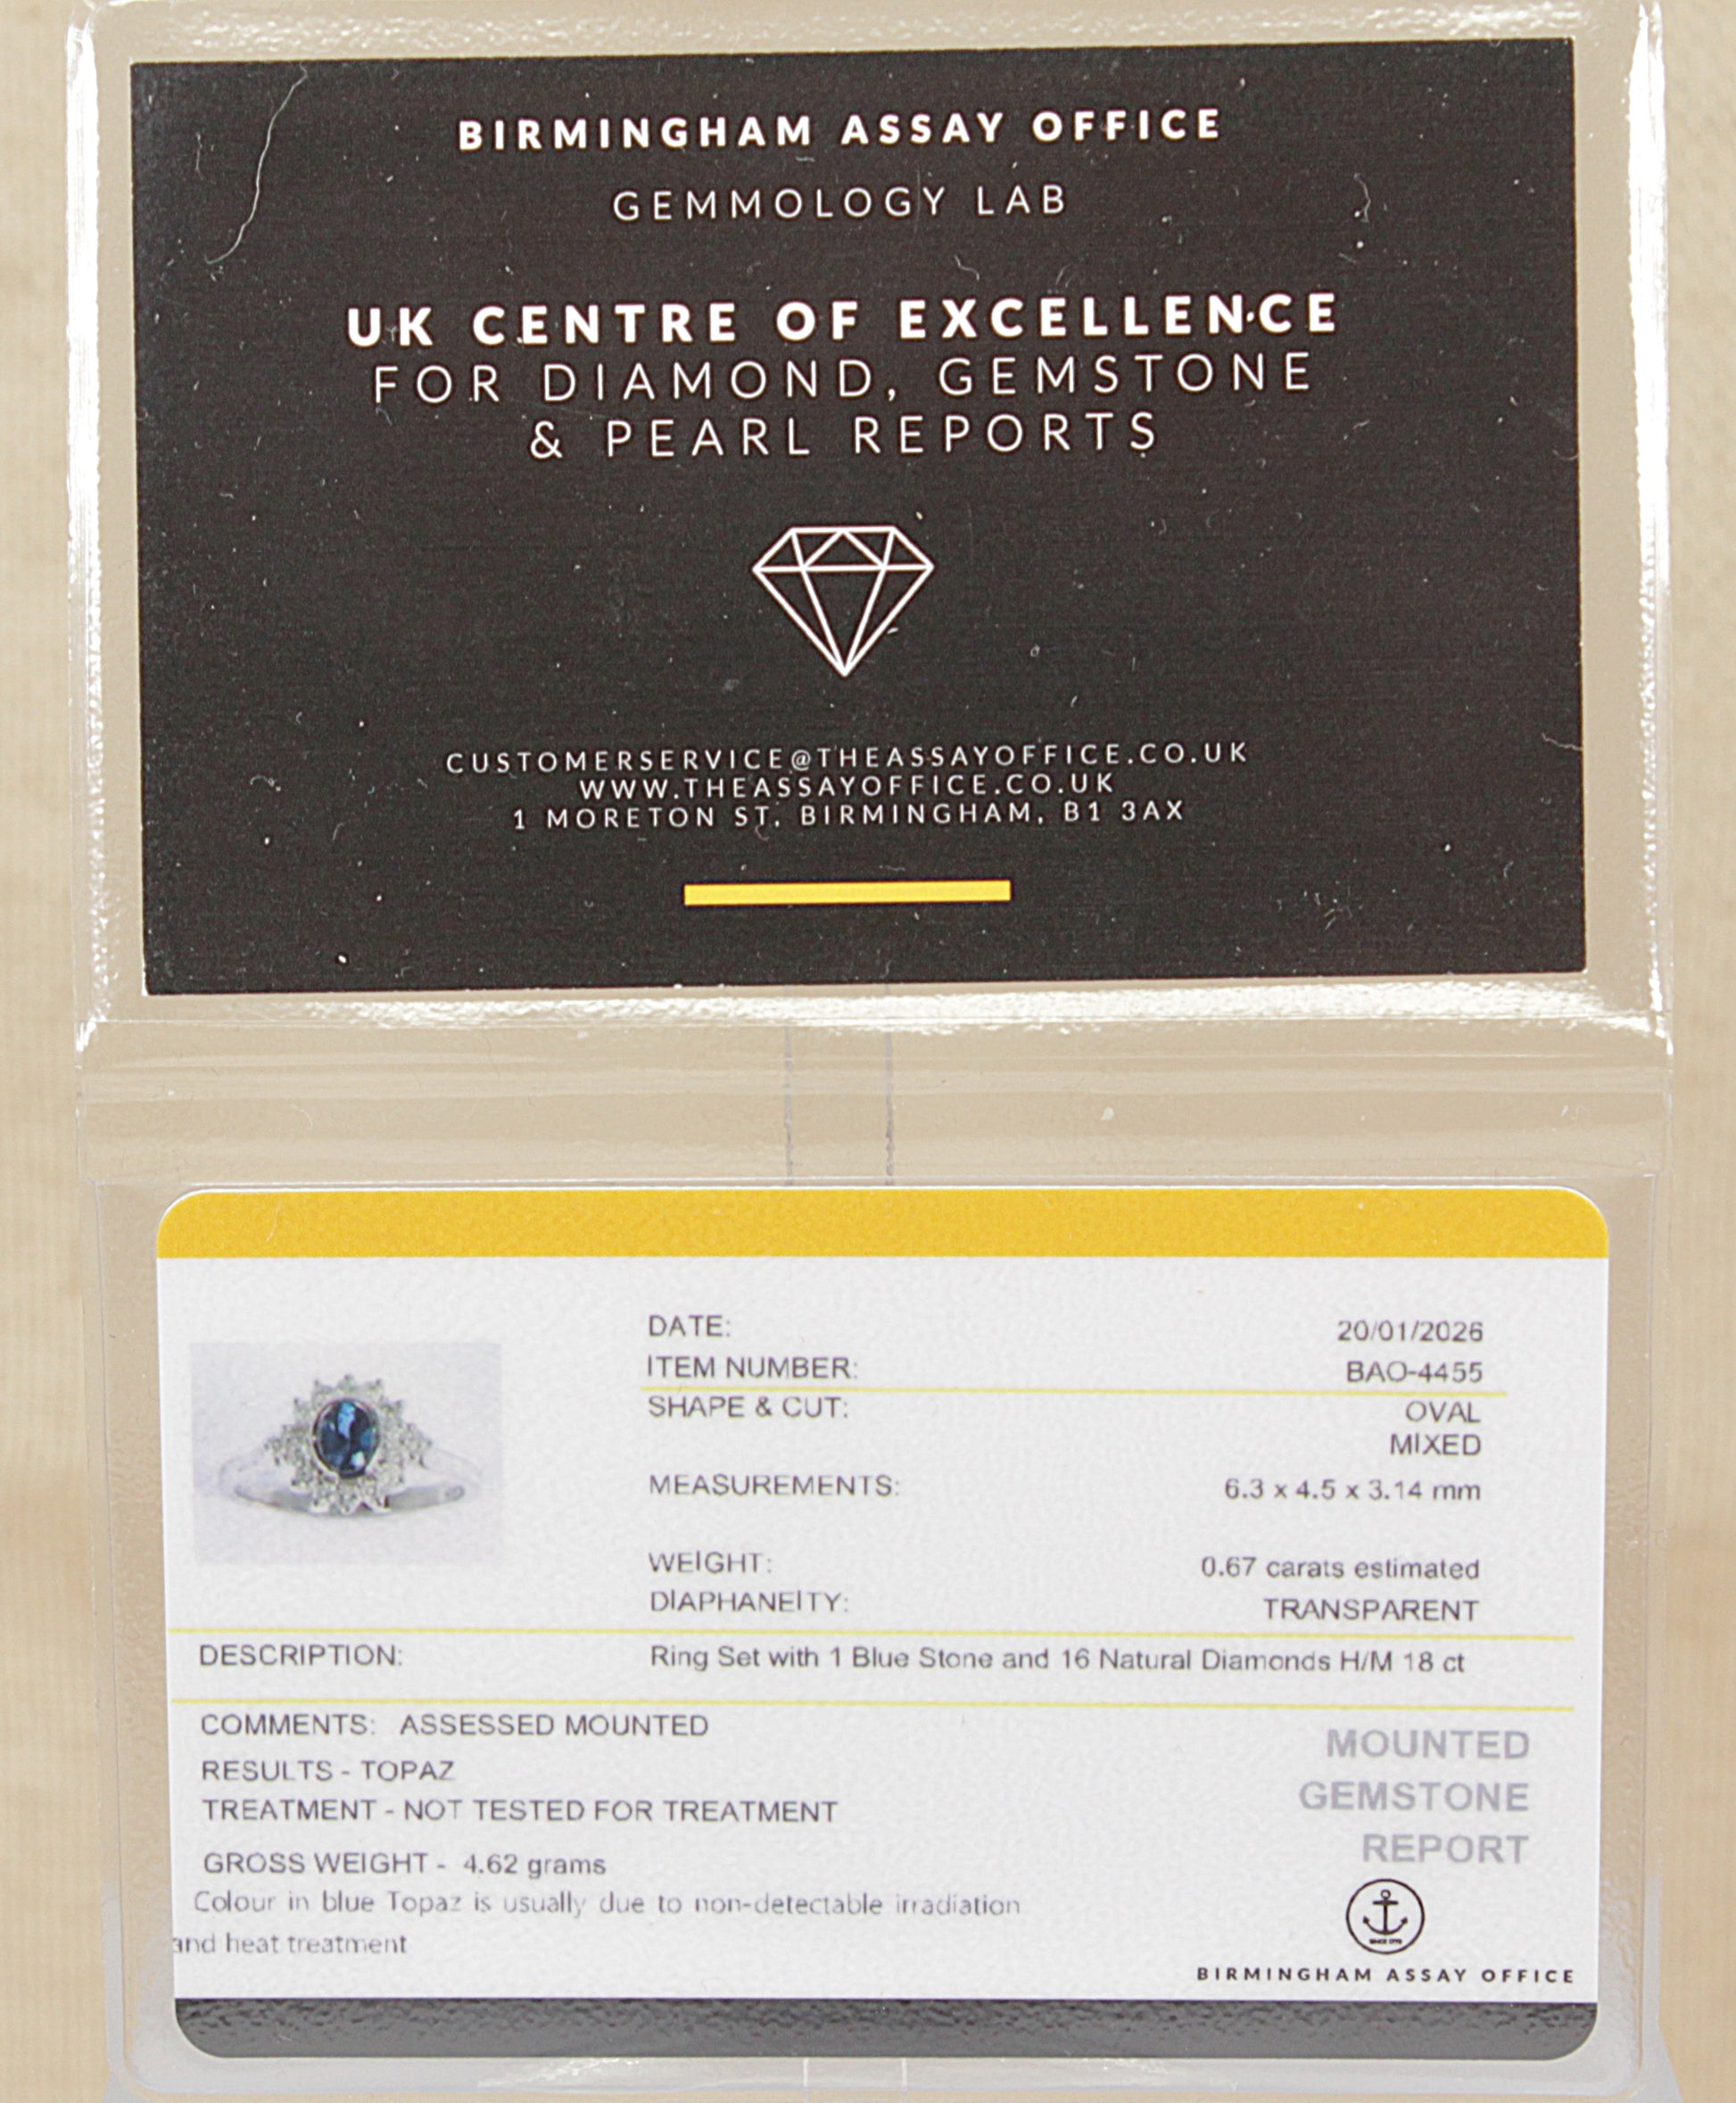 BIRMINGHAM ASSAY OFFICE
GEMMOLOGY LAB
UK CENTRE OF EXCELLENCE
FOR DIAMOND, GEMSTONE
& PEARL REPORTS
CUSTOMERSERVICE@THEASSAYOFFICE.CO.UK
WWW.THEASSAYOFFICE.CO.UK
1 MORETON ST, BIRMINGHAM, B1 3AX
DATE: 20/01/2026
ITEM NUMBER: BAO-4455
SHAPE & CUT: OVAL
MIXED
MEASUREMENTS: 6.3 x 4.5 x 3.14 mm
WEIGHT: 0.67 carats estimated
DIAPHANEITY: TRANSPARENT
DESCRIPTION: Ring Set with 1 Blue Stone and 16 Natural Diamonds H/M 18 ct
COMMENTS: ASSESSED MOUNTED
RESULTS - TOPAZ
TREATMENT - NOT TESTED FOR TREATMENT
GROSS WEIGHT - 4.62 grams
Colour in blue Topaz is usually due to non-detectable irradiation
and heat treatment
MOUNTED
GEMSTONE
REPORT
BIRMINGHAM ASSAY OFFICE